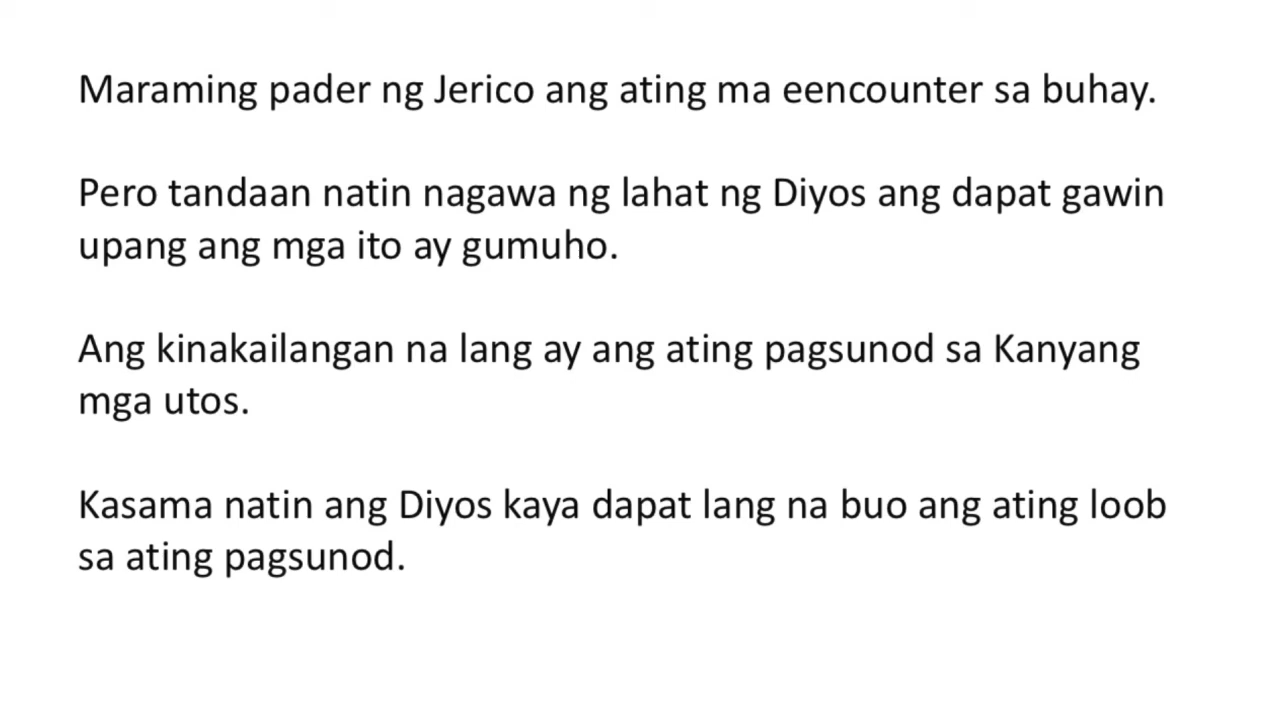 Maraming pader ng Jerico ang ating ma eencounter sa buhay.
Pero tandaan natin nagawa ng lahat ng Diyos ang dapat gawin
upang ang mga ito ay gumuho.
Ang kinakailangan na lang ay ang ating pagsunod sa Kanyang
mga utos.
Kasama natin ang Diyos kaya dapat lang na buo ang ating loob
sa ating pagsunod.